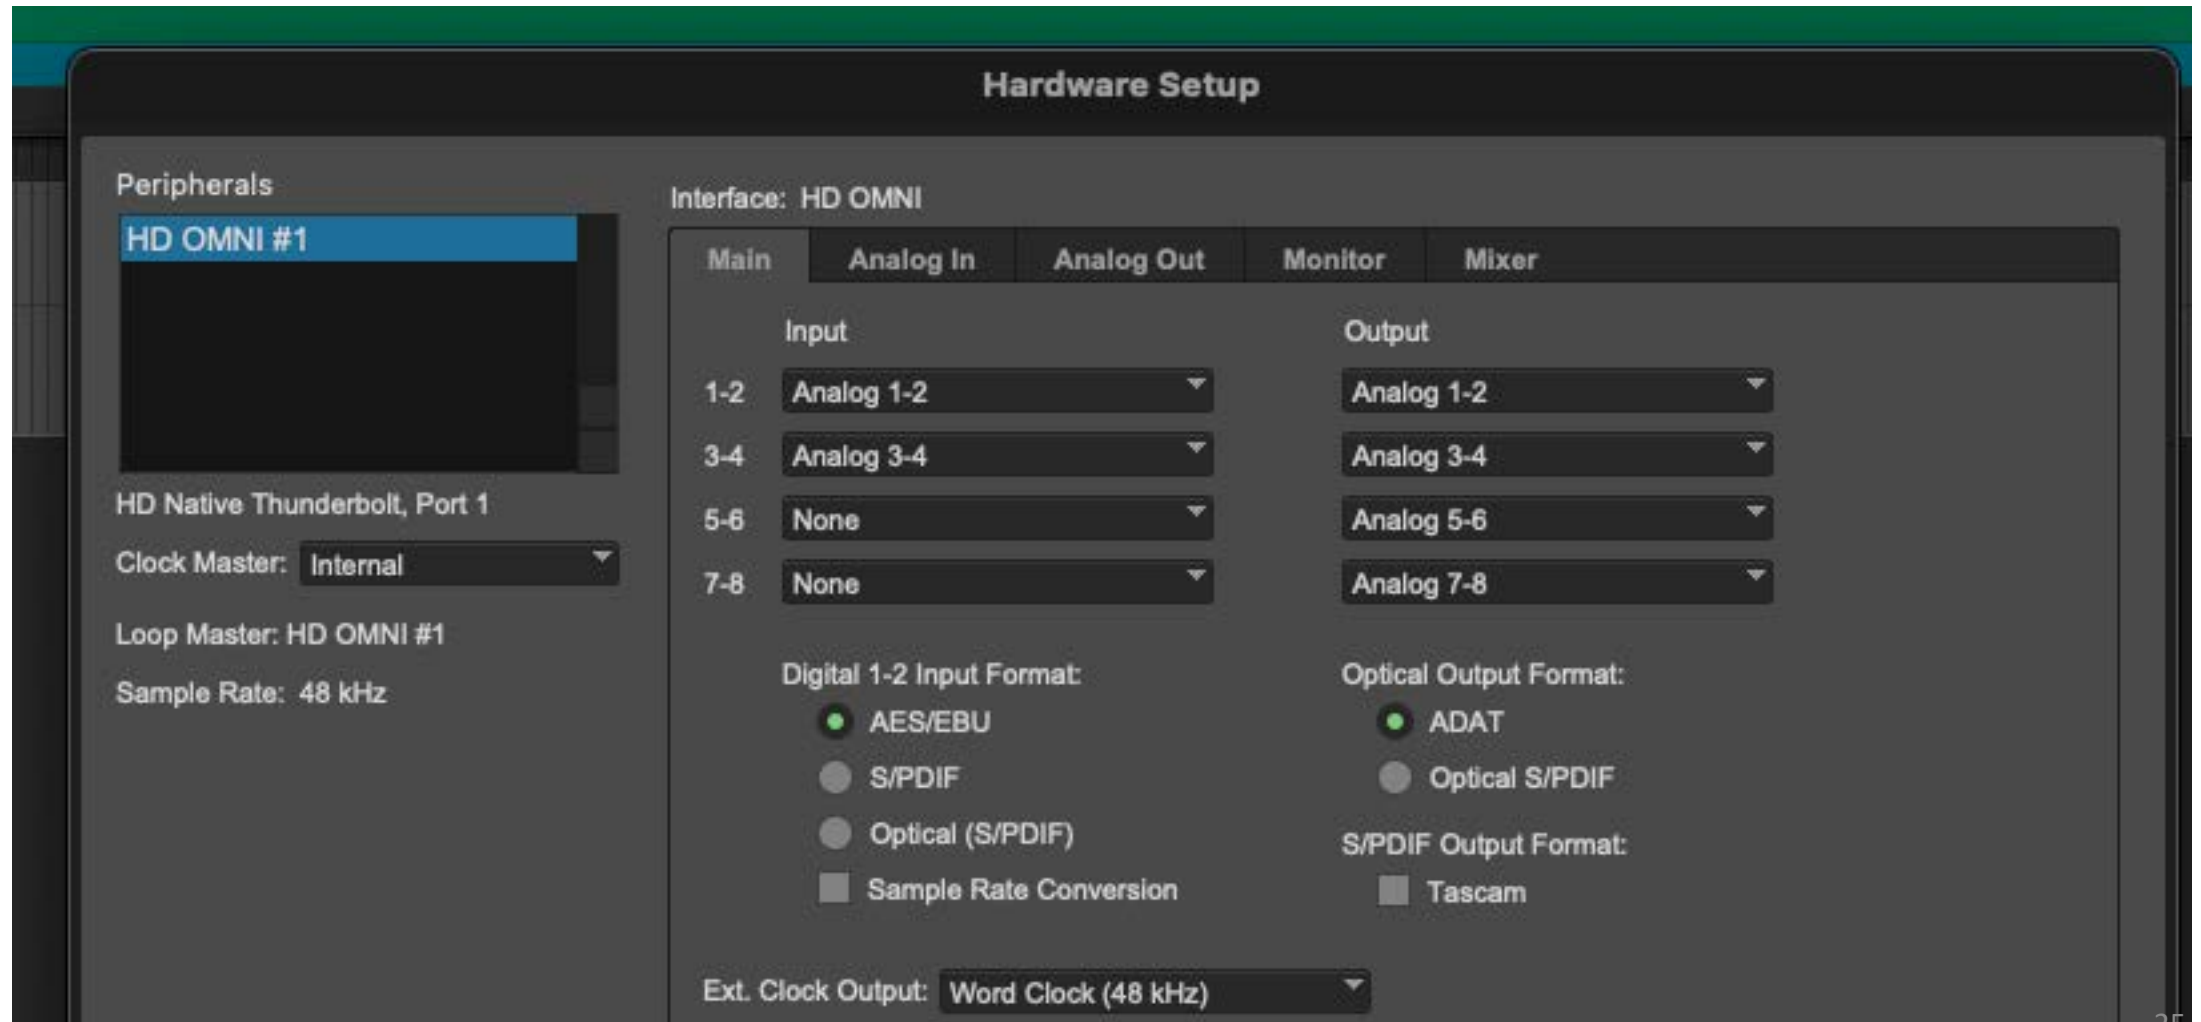 Hardware Setup
Peripherals
HD OMNI #1
HD Native Thunderbolt, Port 1
Clock Master: Internal
Loop Master: HD OMNI #1
Sample Rate: 48 kHz
Interface: HD OMNI
Main Analog In Analog Out Monitor Mixer
Input Output
1-2 Analog 1-2 Analog 1-2
3-4 Analog 3-4 Analog 3-4
5-6 None Analog 5-6
7-8 None Analog 7-8
Digital 1-2 Input Format: Optical Output Format:
AES/EBU ADAT
S/PDIF Optical S/PDIF
Optical (S/PDIF) S/PDIF Output Format:
Sample Rate Conversion Tascam
Ext. Clock Output: Word Clock (48 kHz)